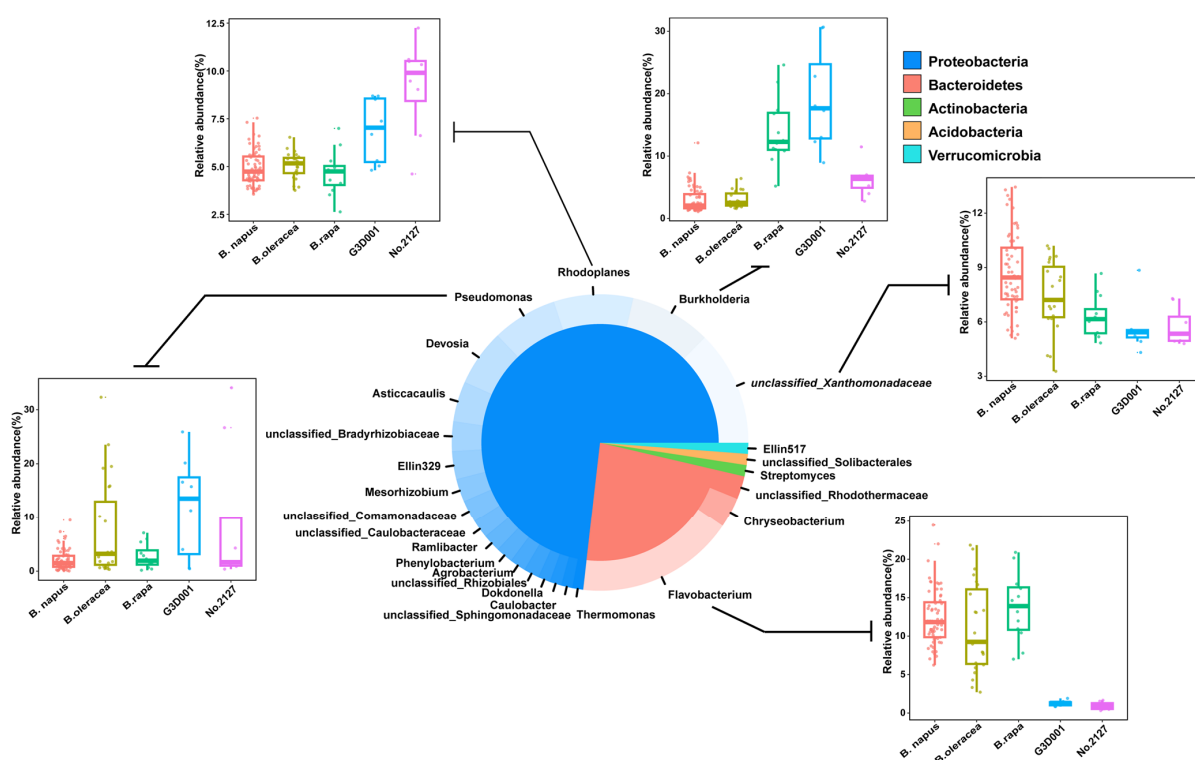 12.5
10.0
7.5
5.0
2.5
Relative abundance(%)
B. napus
B.oleracea
B.rapa
G3D001
No.2127
30
20
10
0
Relative abundance(%)
B. napus
B.oleracea
B.rapa
G3D001
No.2127
Proteobacteria
Bacteroidetes
Actinobacteria
Acidobacteria
Verrucomicrobia
12
9
6
3
Relative abundance(%)
B. napus
B.oleracea
B.rapa
G3D001
No.2127
Rhodoplanes
Burkholderia
Pseudomonas
Devosia
Asticcacaulis
unclassified_Xanthomonadaceae
unclassified_Bradyrhizobiaceae
Ellin329
Mesorhizobium
unclassified_Comamonadaceae
unclassified_Caulobacteraceae
Ramlibacter
Phenylobacterium
Agrobacterium
unclassified_Rhizobiales
Dokdonella
Caulobacter
unclassified_Sphingomonadaceae
Thermomonas
Ellin517
unclassified_Solibacterales
Streptomyces
unclassified_Rhodothermaceae
Chryseobacterium
Flavobacterium
30
20
10
0
Relative abundance(%)
B. napus
B.oleracea
B.rapa
G3D001
No.2127
25
20
15
10
5
0
Relative abundance(%)
B. napus
B.oleracea
B.rapa
G3D001
No.2127